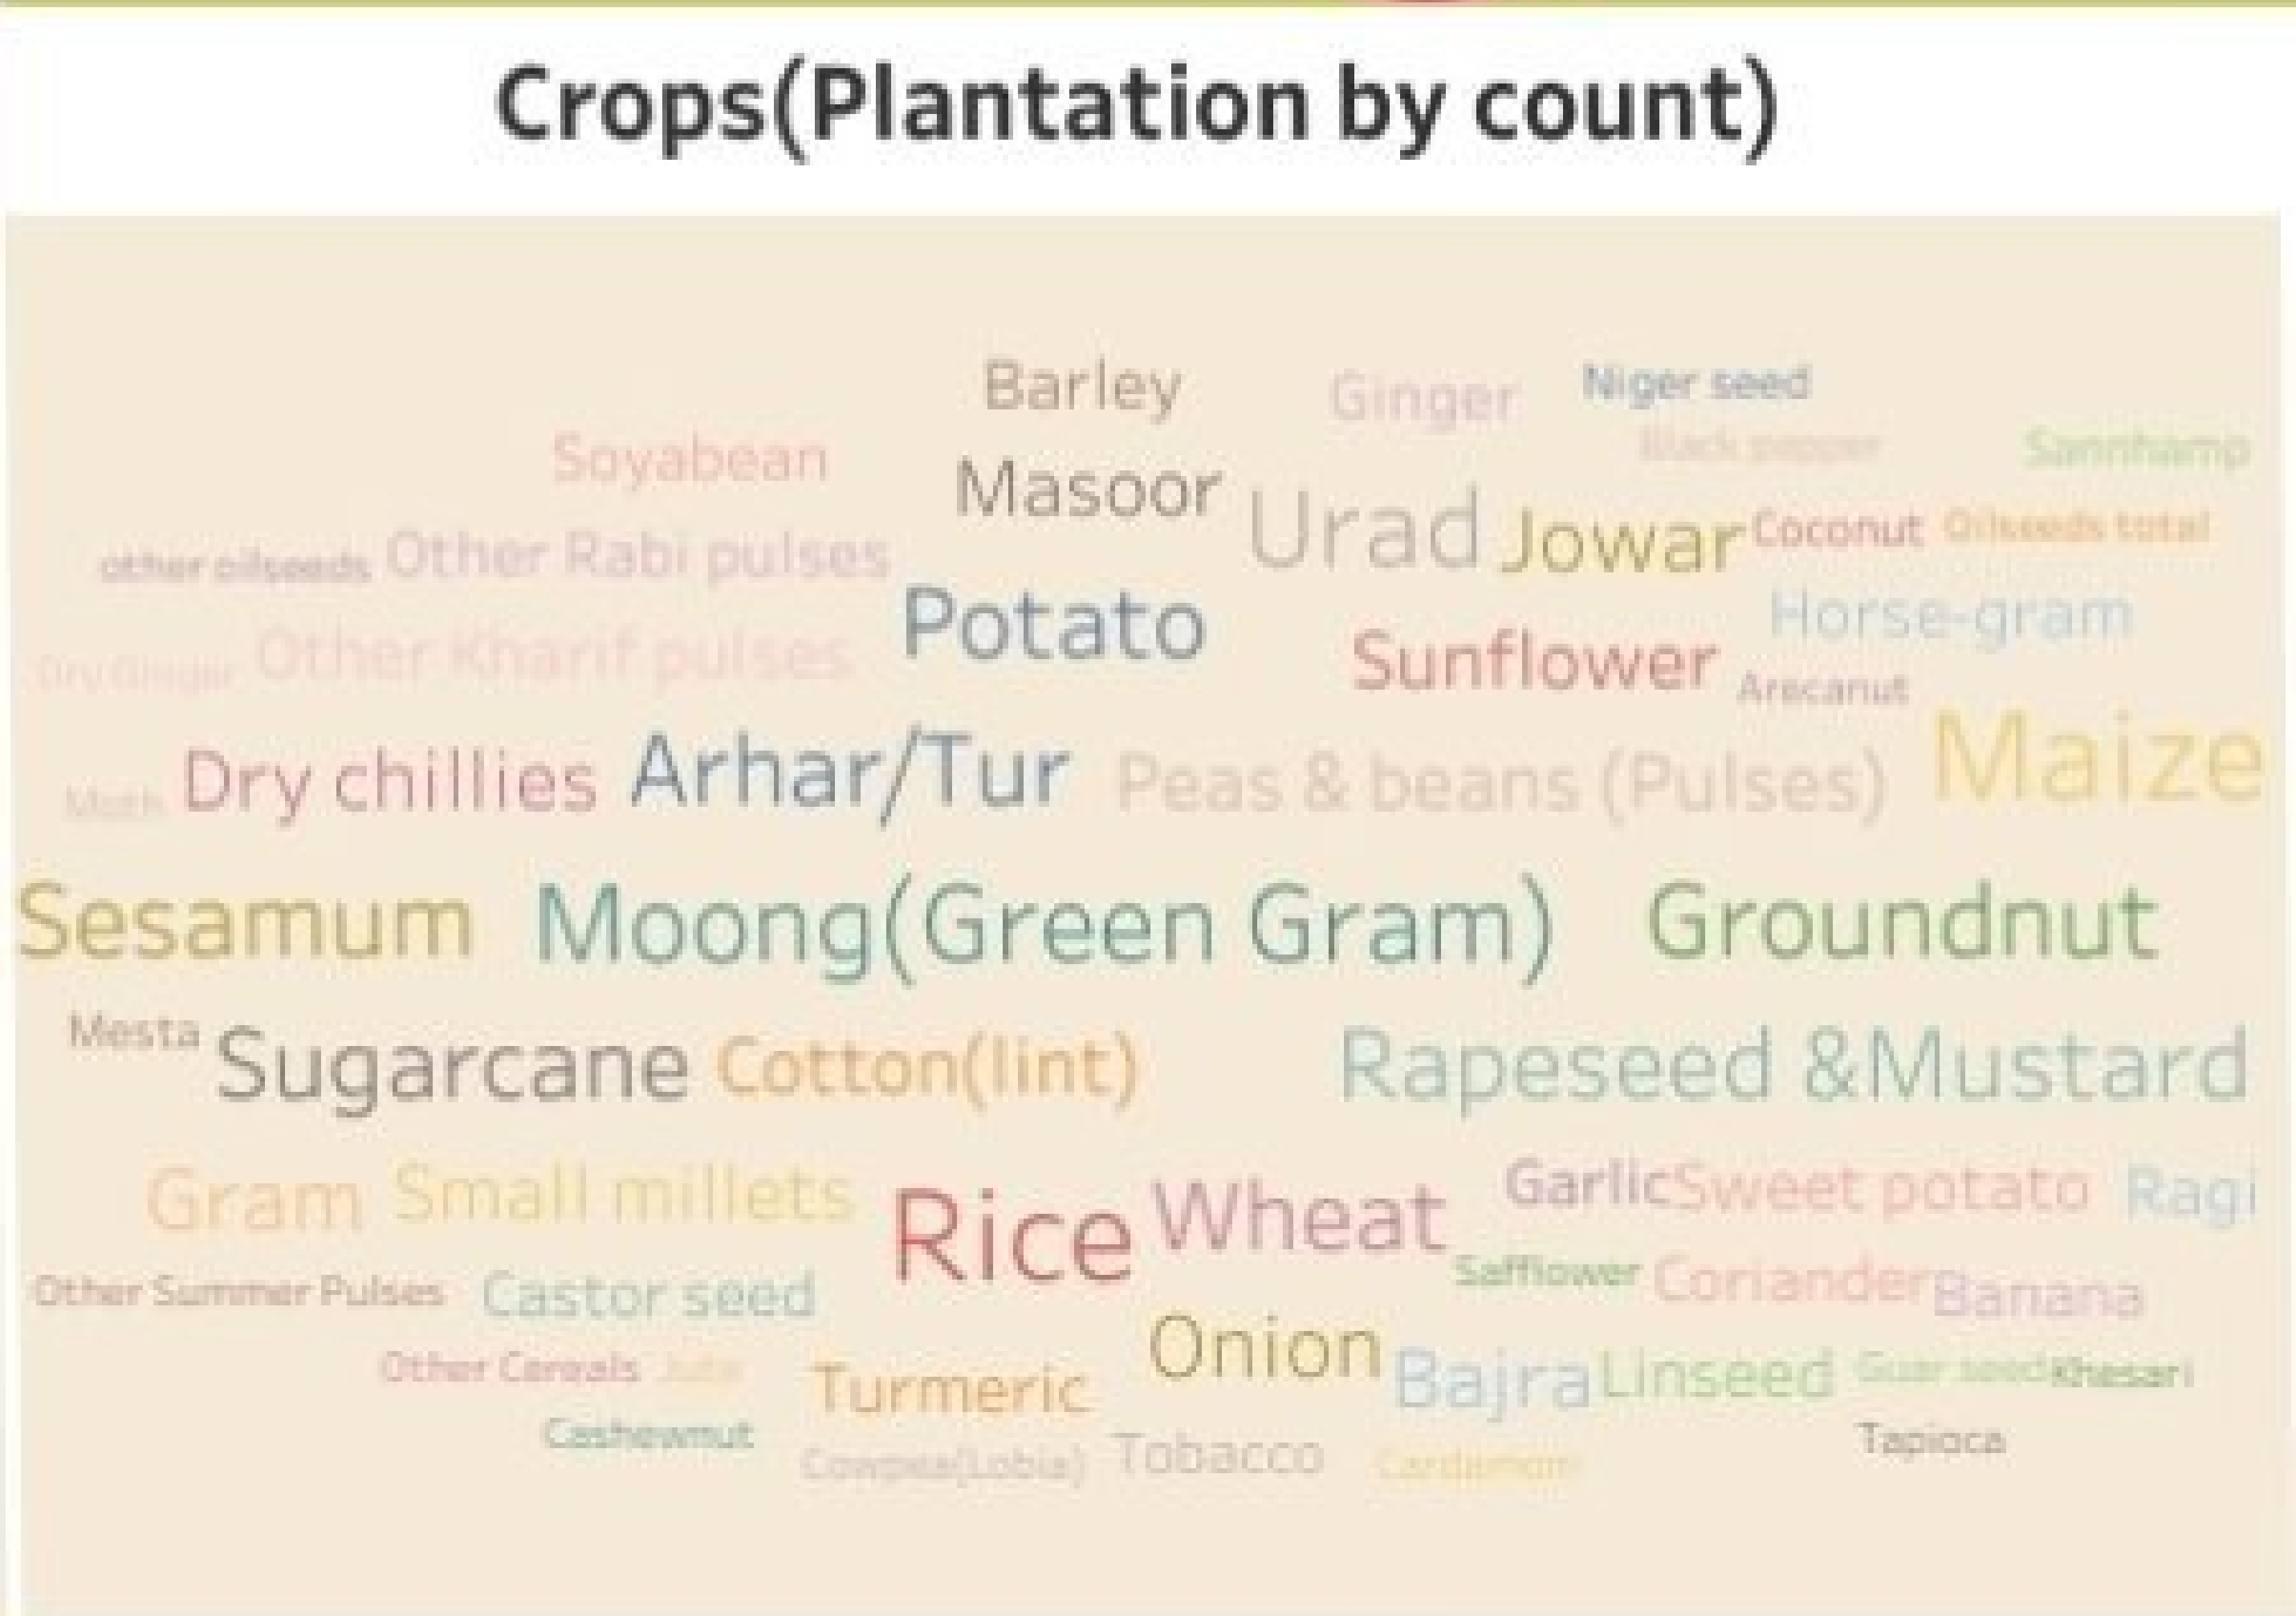 Crops(Plantation by count)
Barley Ginger Niger seed
Soyabean Masoor Black pepper Sannhamp
other oilseeds Other Rabi pulses Urad Jowar Coconut Oilseeds total
Dry Ginger Other Kharif pulses Potato Sunflower Horse-gram
Arecanut
Moth Dry chillies Arhar/Tur Peas & beans (Pulses) Maize
Sesamum Moong(Green Gram) Groundnut
Mesta Sugarcane Cotton(lint) Rapeseed &Mustard
Gram Small millets Rice Wheat Garlic Sweet potato Ragi
Other Summer Pulses Castor seed Safflower Coriander Banana
Other Cereals Jute Turmeric Onion Bajra Linseed Guar seed Khesari
Cashewnut Cowpea(Lobia) Tobacco Cardamom Tapioca